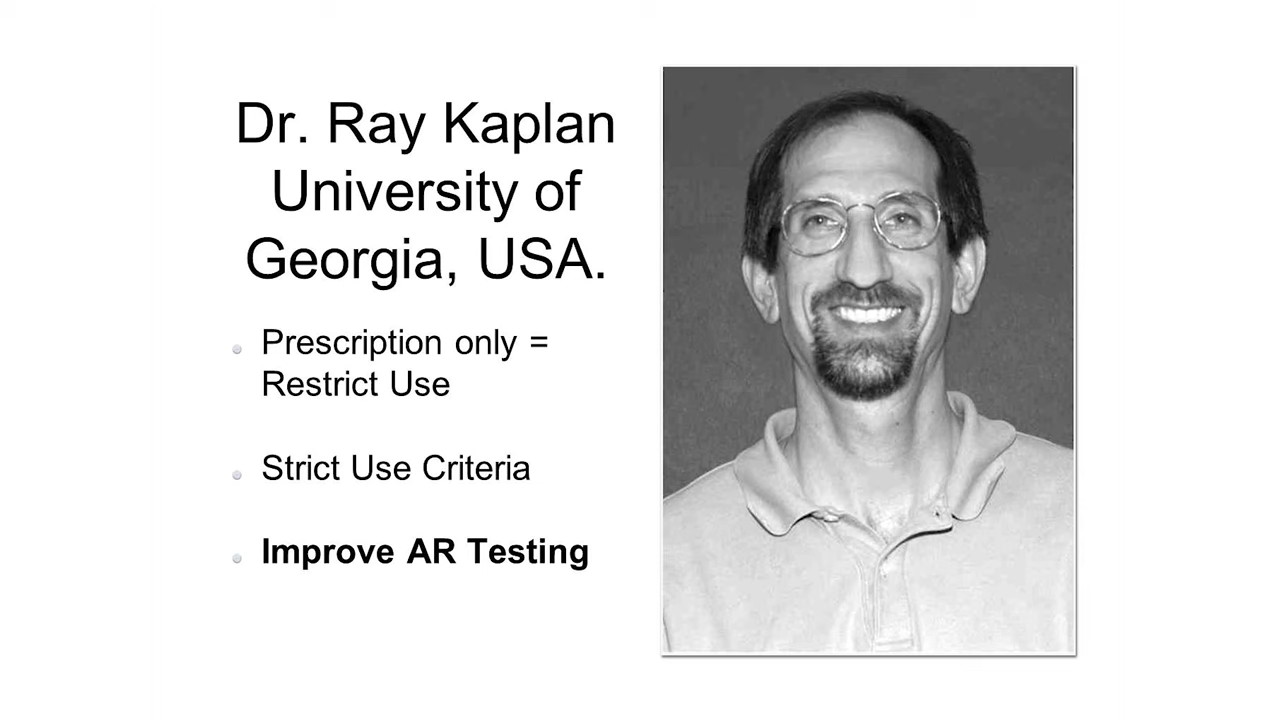 Dr. Ray Kaplan
University of
Georgia, USA.
Prescription only =
Restrict Use
Strict Use Criteria
Improve AR Testing